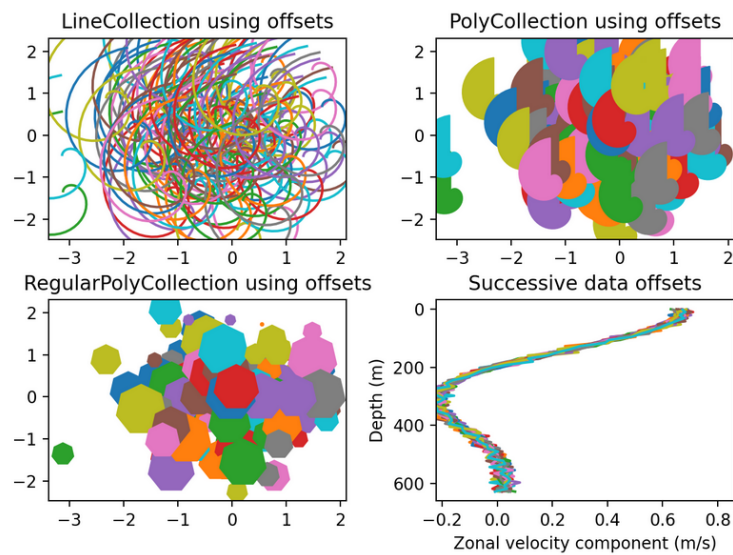 LineCollection using offsets
PolyCollection using offsets
2
1
0
−1
−2
−3 −2 −1 0 1 2
2
1
0
−1
−2
−3 −2 −1 0 1 2
RegularPolyCollection using offsets
Successive data offsets
2
1
0
−1
−2
−3 −2 −1 0 1 2
Depth (m)
0
200
400
600
−0.2 0.0 0.2 0.4 0.6 0.8
Zonal velocity component (m/s)